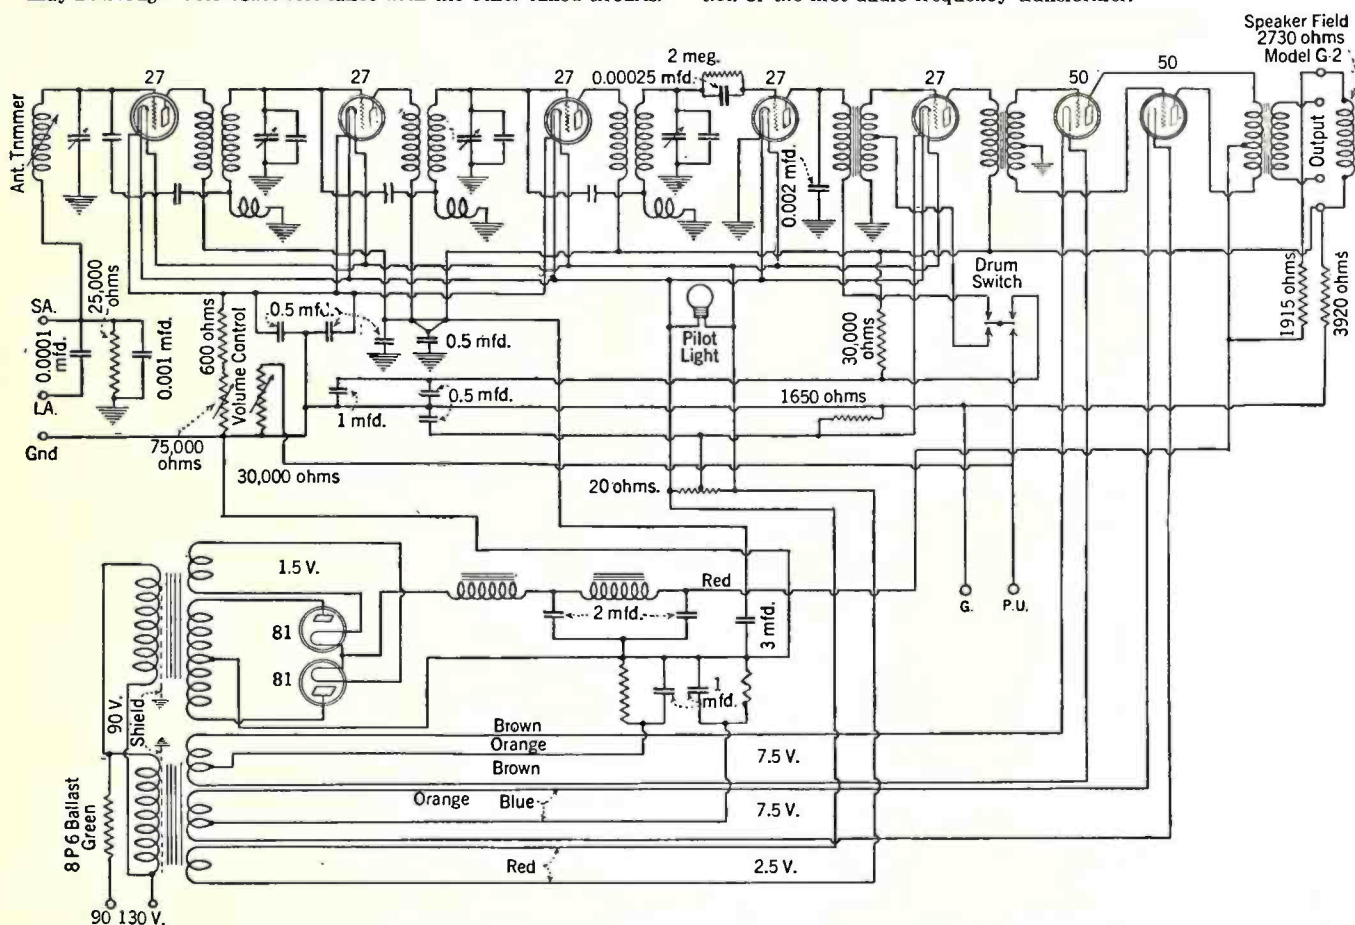 Speaker Field
2730 ohms
Model G-2
27
27
27
2 meg.
0.00025 mfd.
27
27
50
50
Ant. Trimmer
0.002 mfd.
Output
SA.
0.0001
mfd.
LA.
Gnd
25,000
ohms
0.001 mfd.
600 ohms
Volume Control
0.5 mfd.
0.5 mfd.
Pilot
Light
30,000
ohms
Drum
Switch
1915 ohms
3920 ohms
1 mfd.
0.5 mfd.
1650 ohms
75,000
ohms
30,000 ohms
20 ohms.
1.5 V.
81
81
Red
2 mfd.
3 mfd.
1
mfd.
G.
P.U.
90 V.
Shield
Brown
Orange
Brown
7.5 V.
Orange
Blue
7.5 V.
Red
2.5 V.
8 P 6 Ballast
Green
90 130 V.